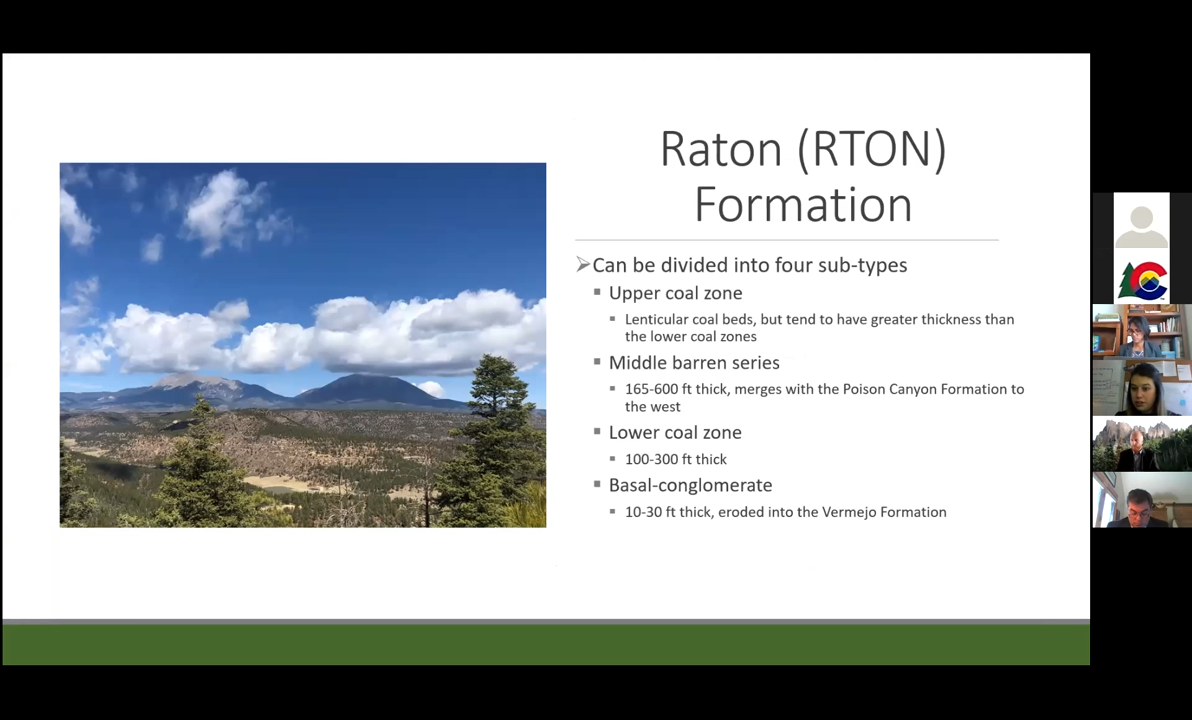 Raton (RTON)
Formation
Can be divided into four sub-types
Upper coal zone
Lenticular coal beds, but tend to have greater thickness than
the lower coal zones
Middle barren series
165-600 ft thick, merges with the Poison Canyon Formation to
the west
Lower coal zone
100-300 ft thick
Basal-conglomerate
10-30 ft thick, eroded into the Vermejo Formation